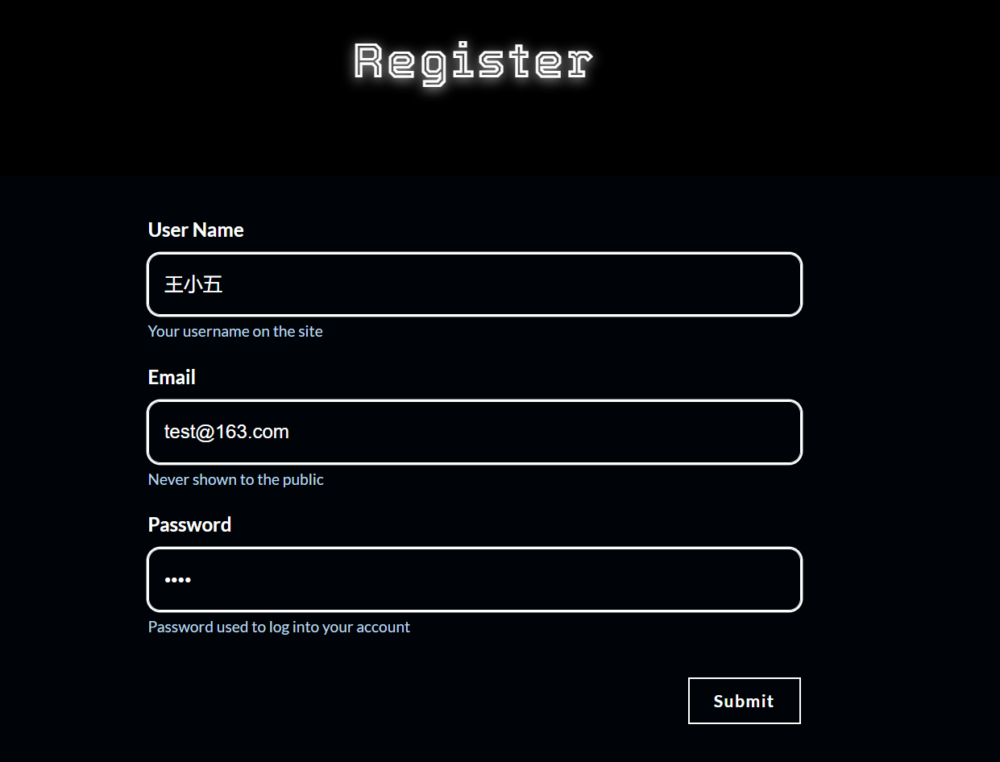 Register
User Name
王小五
Your username on the site
Email
test@163.com
Never shown to the public
Password
••••
Password used to log into your account
Submit